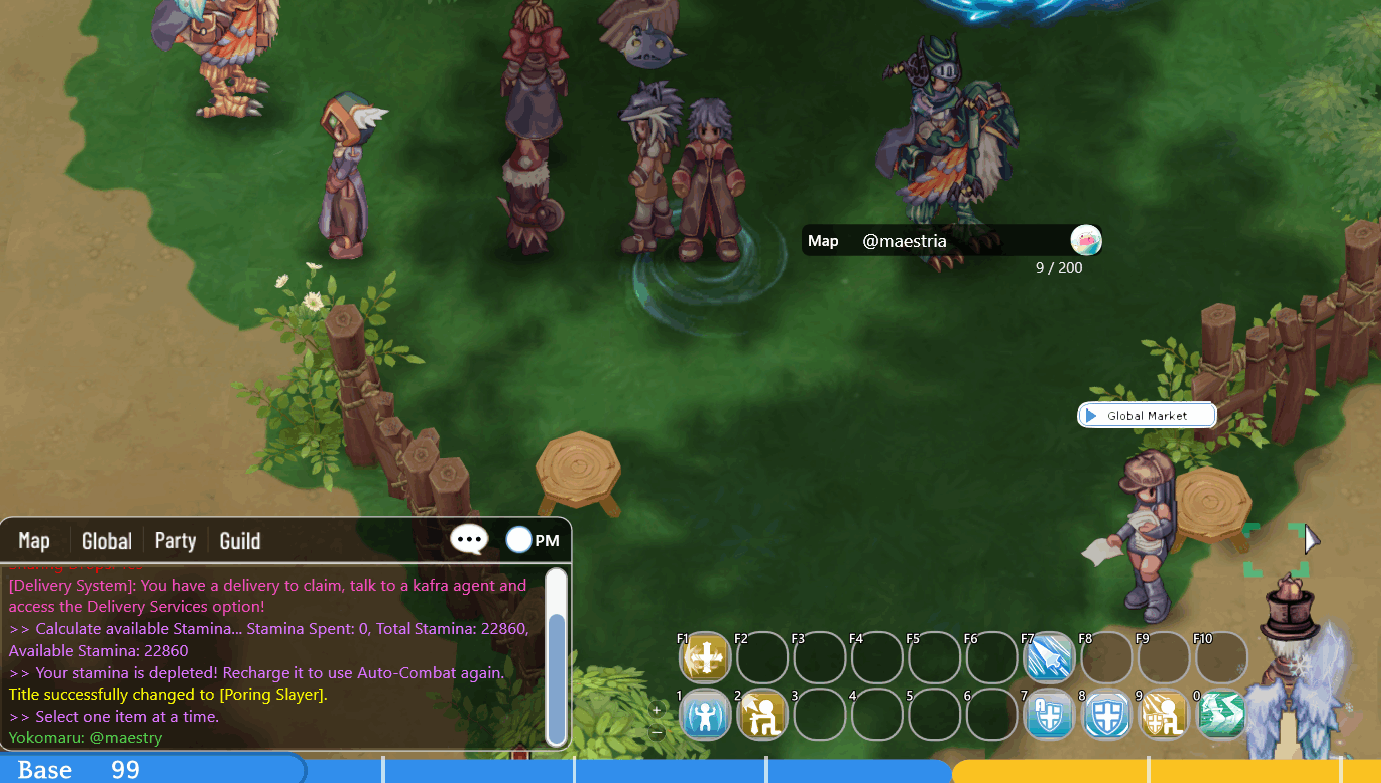 Map @maestria
9 / 200
Global Market
Map Global Party Guild PM
[Delivery System]: You have a delivery to claim, talk to a kafra agent and
access the Delivery Services option!
>> Calculate available Stamina... Stamina Spent: 0, Total Stamina: 22860,
Available Stamina: 22860
>> Your stamina is depleted! Recharge it to use Auto-Combat again.
Title successfully changed to [Poring Slayer].
>> Select one item at a time.
Yokomaru: @maestry
F1 F2 F3 F4 F5 F6 F7 F8 F9 F10
1 2 3 4 5 6 7 8 9 0
Base 99